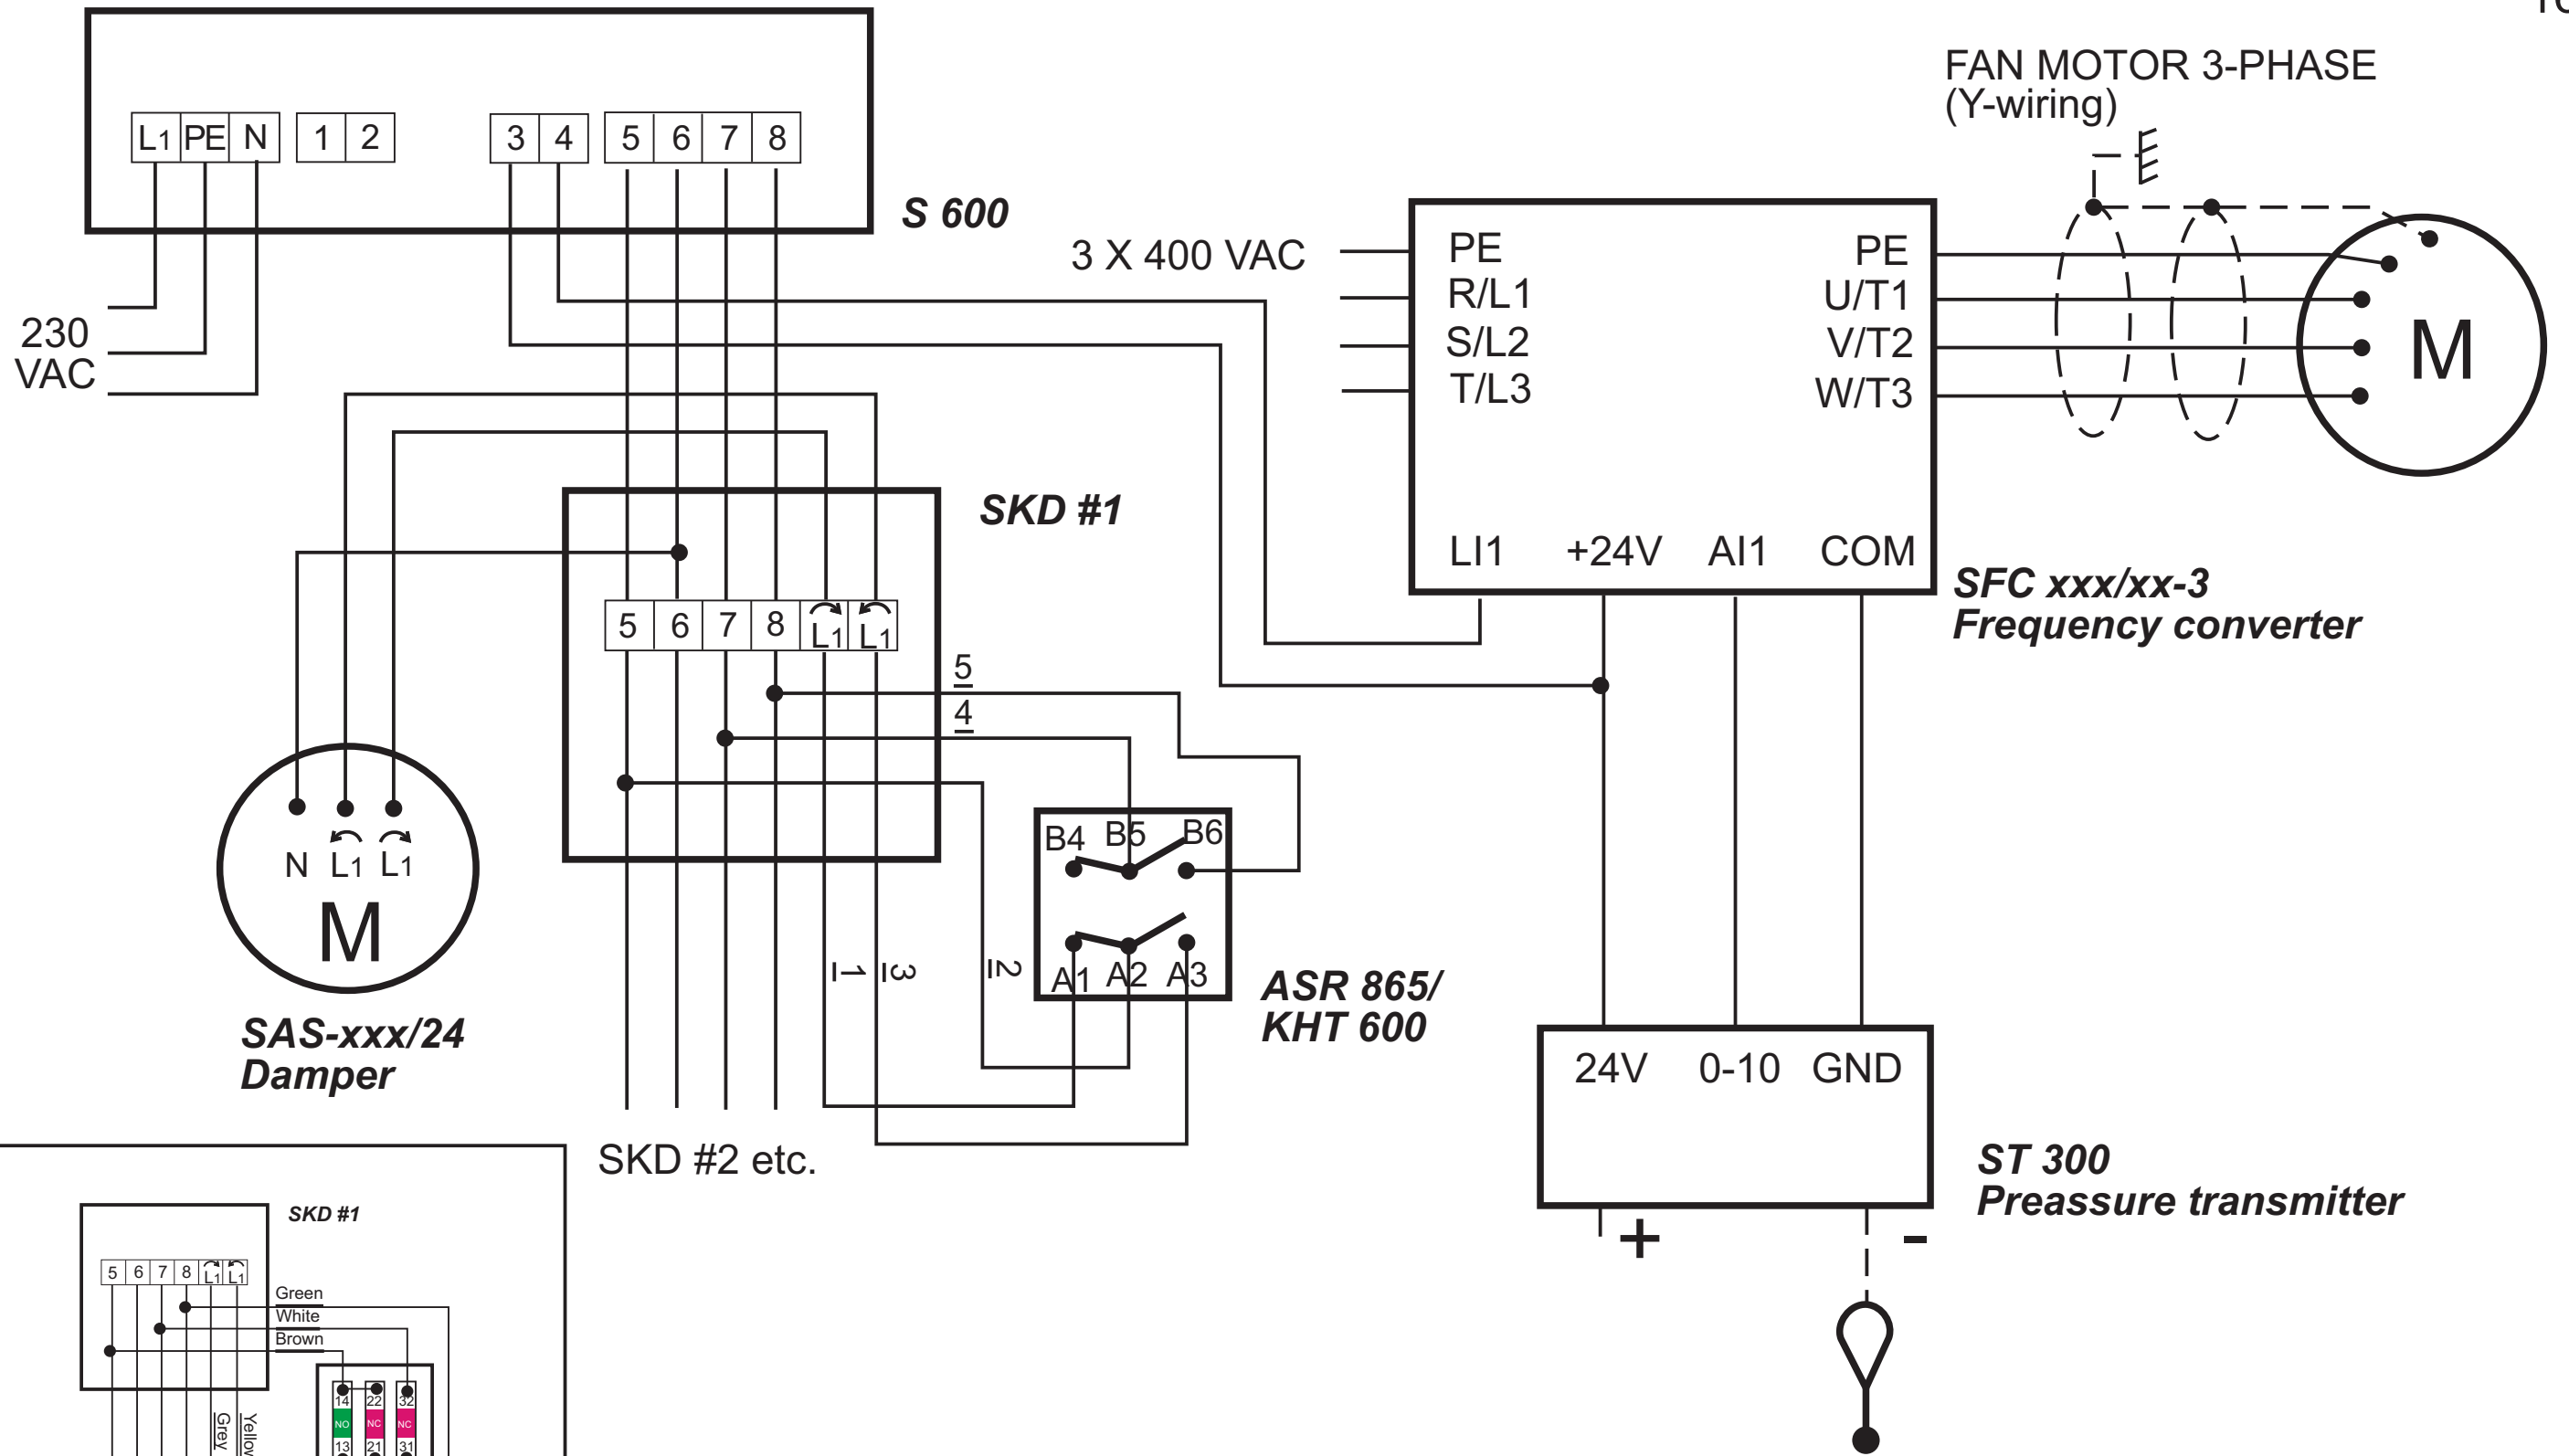 FAN MOTOR 3-PHASE
(Y-wiring)
L1 PE N 1 2 3 4 5 6 7 8
S 600
230
VAC
3 X 400 VAC
PE
R/L1
S/L2
T/L3
PE
U/T1
V/T2
W/T3
M
LI1 +24V AI1 COM
SFC xxx/xx-3
Frequency converter
SKD #1
5 6 7 8 L1 L1
5
4
N L1 L1
M
SAS-xxx/24
Damper
B4 B5 B6
A1 A2 A3
1
3
2
ASR 865/
KHT 600
SKD #2 etc.
24V 0-10 GND
ST 300
Preassure transmitter
+ -
SKD #1
5 6 7 8 L1 L1
Green
White
Brown
Grey
14 22 32
NO NC NC
13 21 31